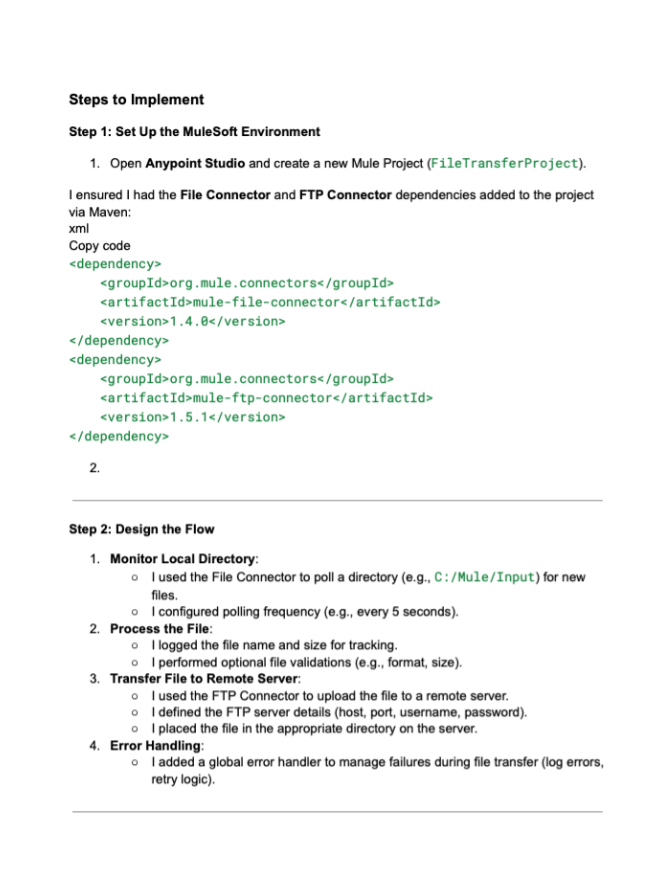 Steps to Implement
Step 1: Set Up the MuleSoft Environment
1. Open Anypoint Studio and create a new Mule Project (FileTransferProject).
I ensured I had the File Connector and FTP Connector dependencies added to the project
via Maven:
xml
Copy code
<dependency>
    <groupId>org.mule.connectors</groupId>
    <artifactId>mule-file-connector</artifactId>
    <version>1.4.0</version>
</dependency>
<dependency>
    <groupId>org.mule.connectors</groupId>
    <artifactId>mule-ftp-connector</artifactId>
    <version>1.5.1</version>
</dependency>
2.
Step 2: Design the Flow
1. Monitor Local Directory:
○ I used the File Connector to poll a directory (e.g., C:/Mule/Input) for new
files.
○ I configured polling frequency (e.g., every 5 seconds).
2. Process the File:
○ I logged the file name and size for tracking.
○ I performed optional file validations (e.g., format, size).
3. Transfer File to Remote Server:
○ I used the FTP Connector to upload the file to a remote server.
○ I defined the FTP server details (host, port, username, password).
○ I placed the file in the appropriate directory on the server.
4. Error Handling:
○ I added a global error handler to manage failures during file transfer (log errors,
retry logic).